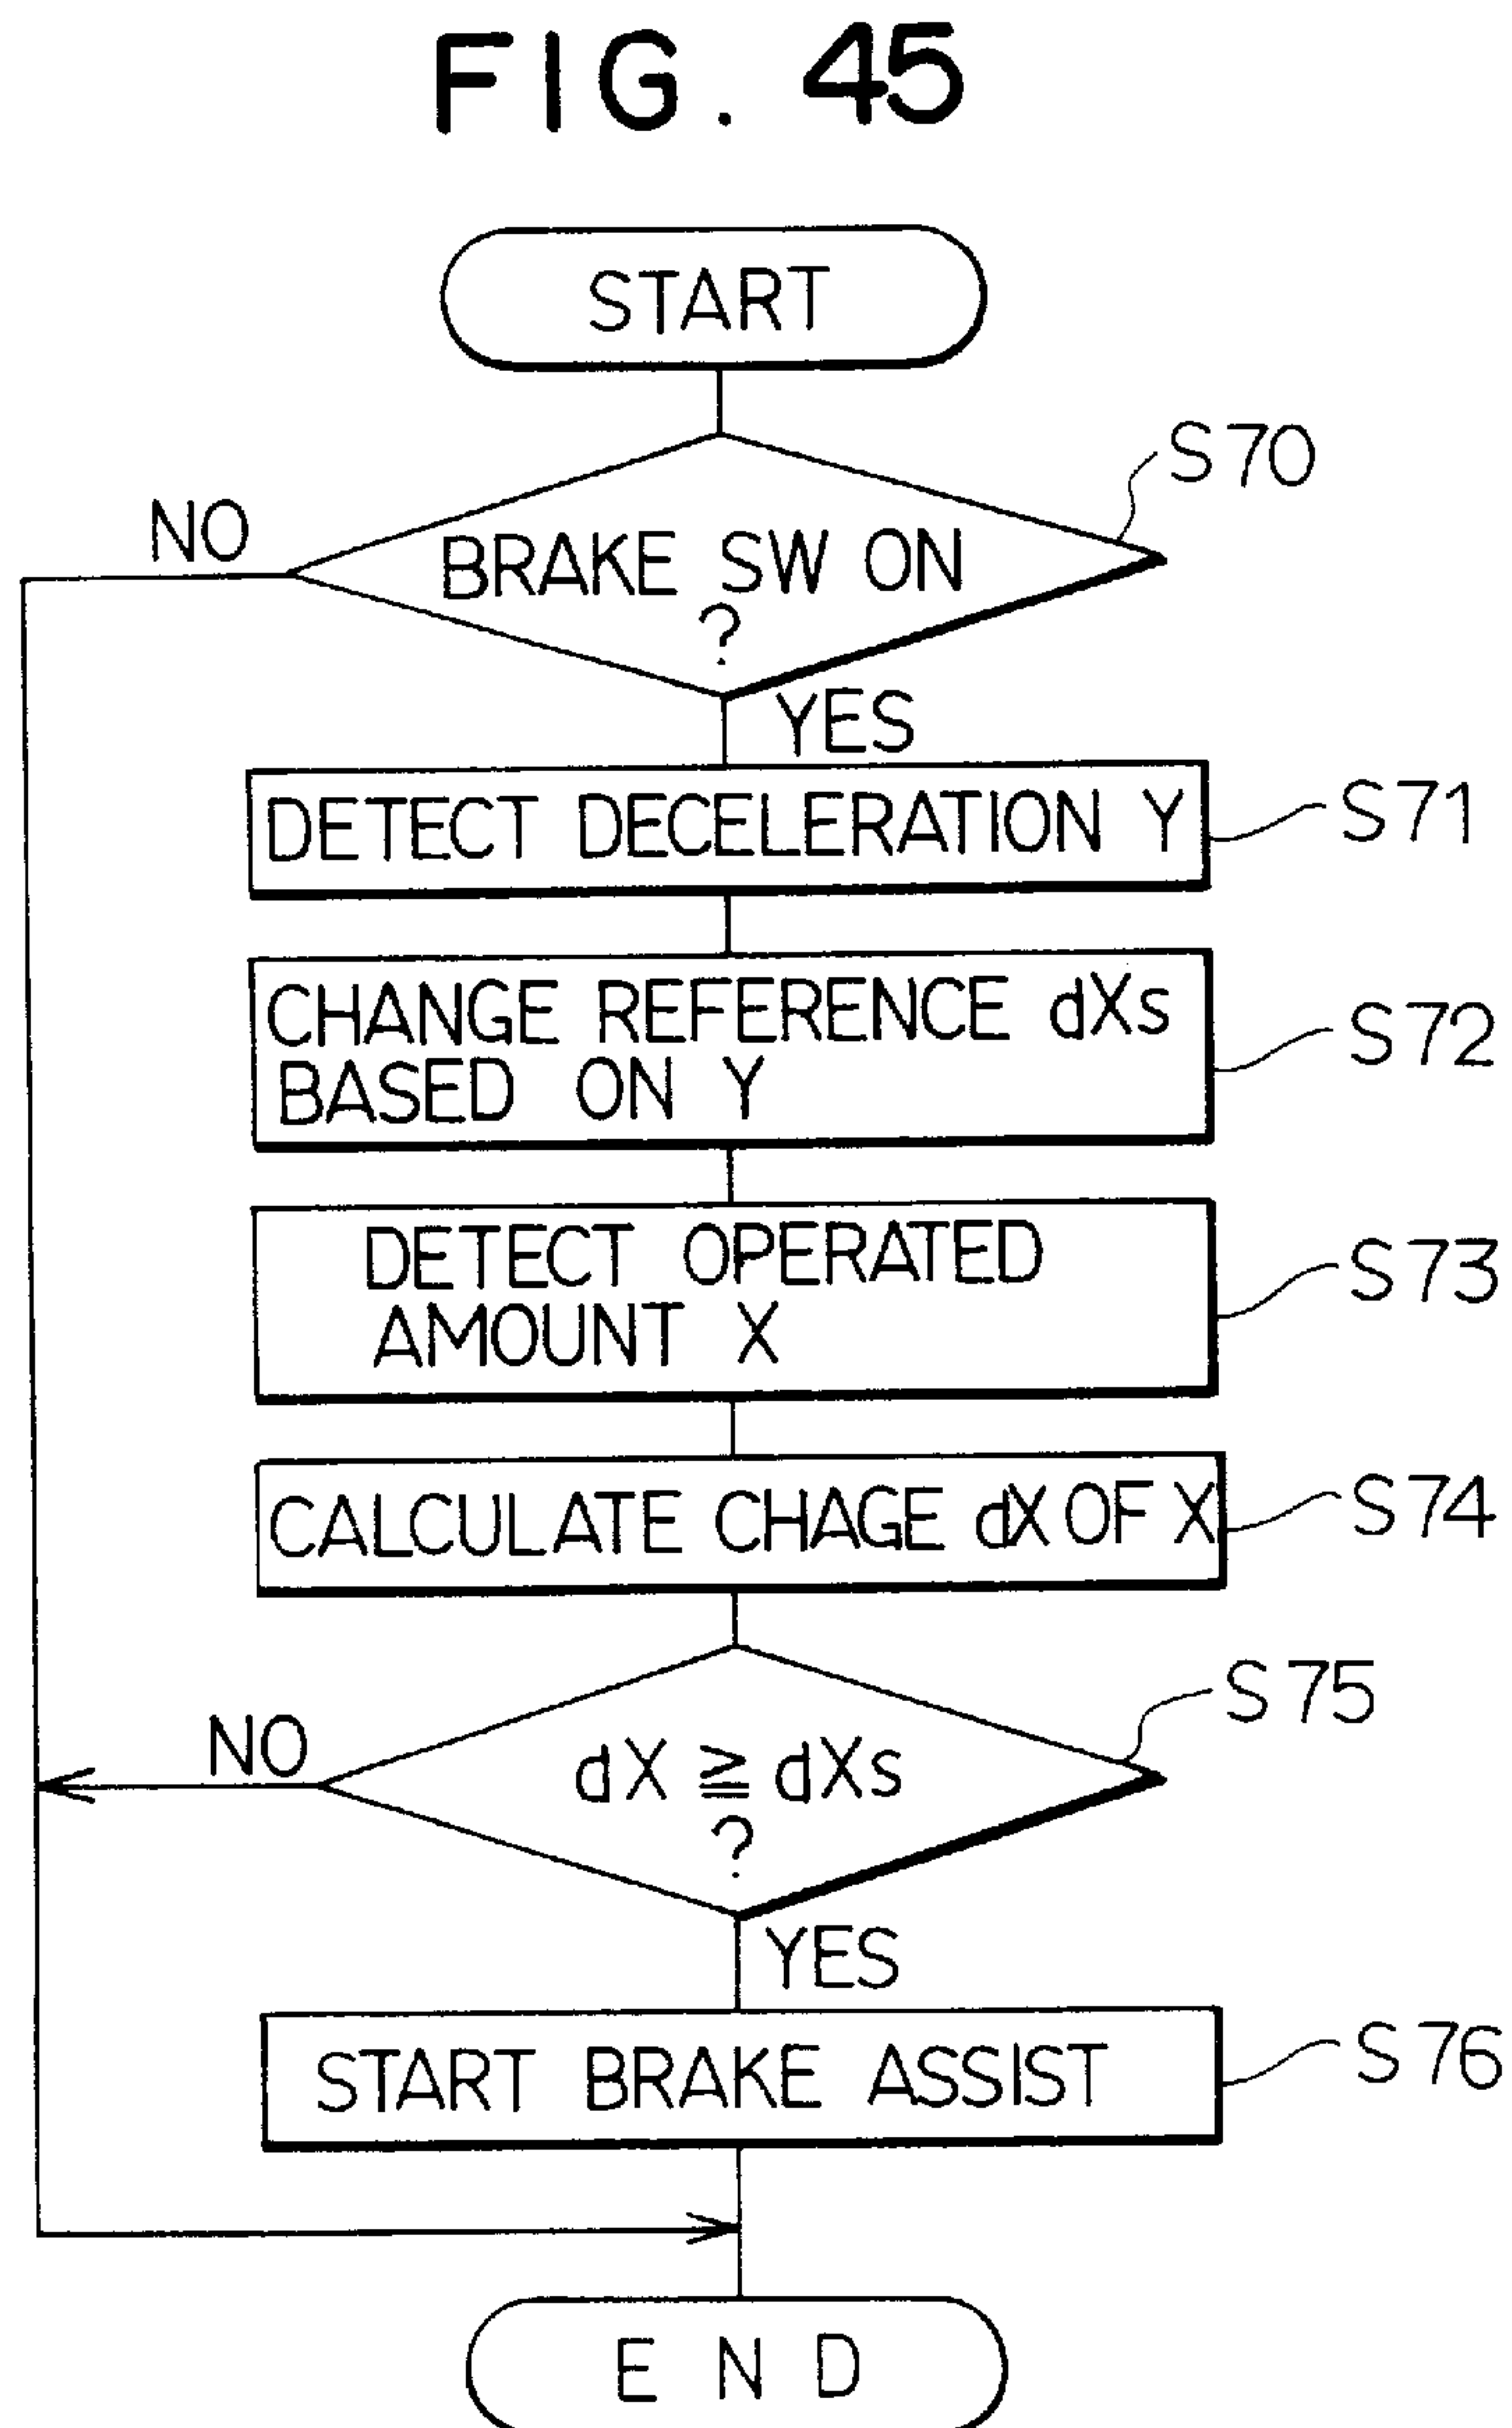 FIG. 45
START
S70
NO
BRAKE SW ON
?
YES
DETECT DECELERATION Y
S71
CHANGE REFERENCE dXs
BASED ON Y
S72
DETECT OPERATED
AMOUNT X
S73
CALCULATE CHAGE dX OF X
S74
S75
NO
dX ≧ dXs
?
YES
START BRAKE ASSIST
S76
END